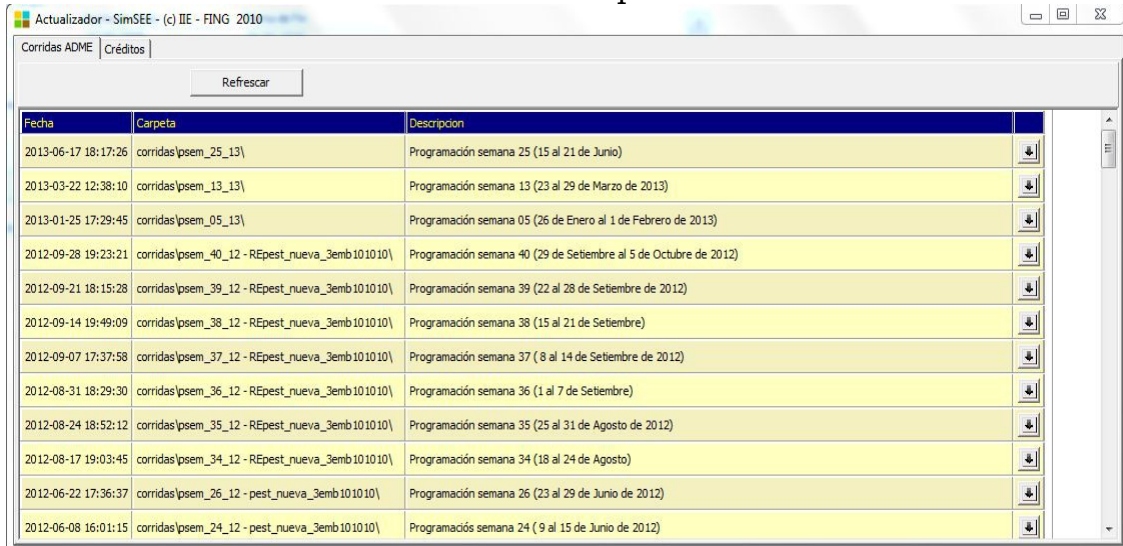 Actualizador - SimSEE - (c) IIE - FING 2010
Corridas ADME Créditos
Refrescar
Fecha Carpeta Descripcion
2013-06-17 18:17:26 corridas\psem_25_13\ Programación semana 25 (15 al 21 de Junio)
2013-03-22 12:38:10 corridas\psem_13_13\ Programación semana 13 (23 al 29 de Marzo de 2013)
2013-01-25 17:29:45 corridas\psem_05_13\ Programación semana 05 (26 de Enero al 1 de Febrero de 2013)
2012-09-28 19:23:21 corridas\psem_40_12 - REpest_nueva_3emb101010\ Programación semana 40 (29 de Setiembre al 5 de Octubre de 2012)
2012-09-21 18:15:28 corridas\psem_39_12 - REpest_nueva_3emb101010\ Programación semana 39 (22 al 28 de Setiembre de 2012)
2012-09-14 19:49:09 corridas\psem_38_12 - REpest_nueva_3emb101010\ Programación semana 38 (15 al 21 de Setiembre)
2012-09-07 17:37:58 corridas\psem_37_12 - REpest_nueva_3emb101010\ Programación semana 37 ( 8 al 14 de Setiembre de 2012)
2012-08-31 18:29:30 corridas\psem_36_12 - REpest_nueva_3emb101010\ Programación semana 36 (1 al 7 de Setiembre)
2012-08-24 18:52:12 corridas\psem_35_12 - REpest_nueva_3emb101010\ Programación semana 35 (25 al 31 de Agosto de 2012)
2012-08-17 19:03:45 corridas\psem_34_12 - REpest_nueva_3emb101010\ Programación semana 34 (18 al 24 de Agosto)
2012-06-22 17:36:37 corridas\psem_26_12 - pest_nueva_3emb101010\ Programación semana 26 (23 al 29 de Junio de 2012)
2012-06-08 16:01:15 corridas\psem_24_12 - pest_nueva_3emb101010\ Programaciós semana 24 ( 9 al 15 de Junio de 2012)